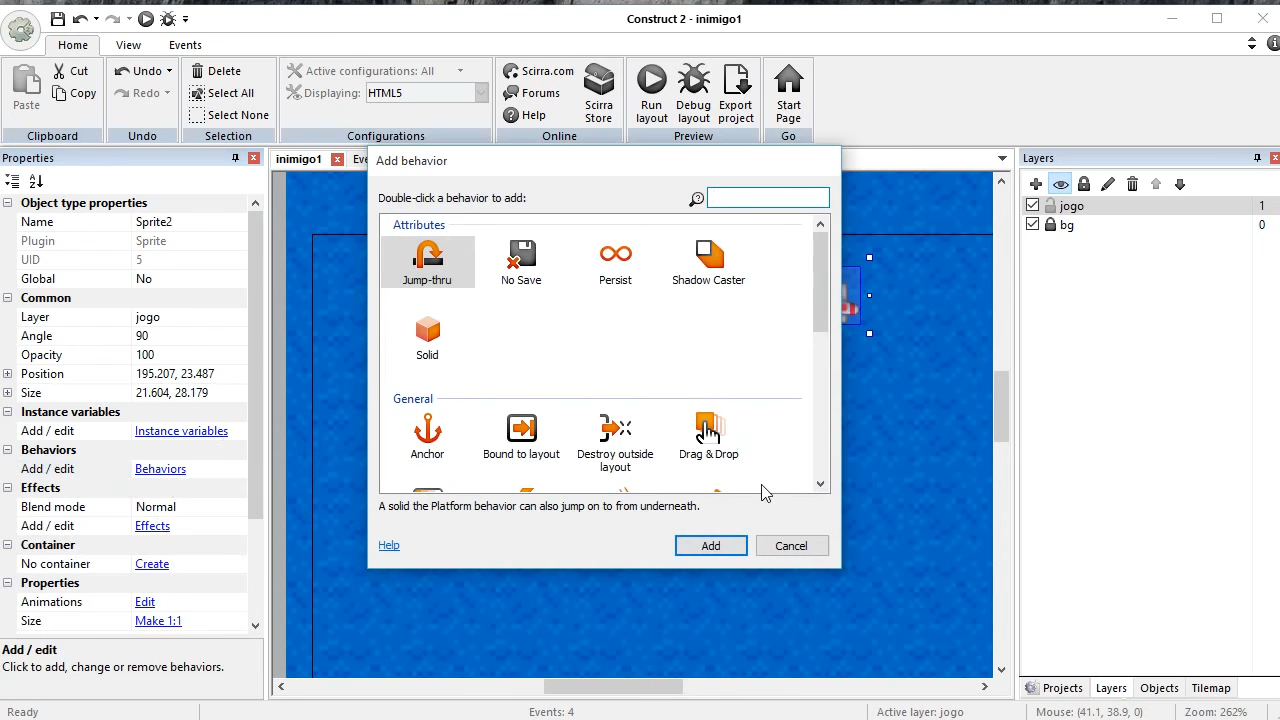 Construct 2 - inimigo1
Home
View
Events
Paste
Cut
Copy
Clipboard
Undo
Redo
Undo
Delete
Select All
Select None
Selection
Active configurations: All
Displaying:
HTML5
Configurations
Scirra.com
Forums
Help
Scirra
Store
Online
Run
layout
Debug
layout
Export
project
Preview
Start
Page
Go
Properties
Object type properties
Name Sprite2
Plugin Sprite
UID 5
Global No
Common
Layer jogo
Angle 90
Opacity 100
Position 195.207, 23.487
Size 21.604, 28.179
Instance variables
Add / edit Instance variables
Behaviors
Add / edit Behaviors
Effects
Blend mode Normal
Add / edit Effects
Container
No container Create
Properties
Animations Edit
Size Make 1:1
Add / edit
Click to add, change or remove behaviors.
inimigo1
Eve
Add behavior
Double-click a behavior to add:
Attributes
Jump-thru
No Save
Persist
Shadow Caster
Solid
General
Anchor
Bound to layout
Destroy outside
layout
Drag & Drop
A solid the Platform behavior can also jump on to from underneath.
Help
Add
Cancel
Layers
jogo 1
bg 0
Projects
Layers
Objects
Tilemap
Ready
Events: 4
Active layer: jogo
Mouse: (41.1, 38.9, 0)
Zoom: 262%